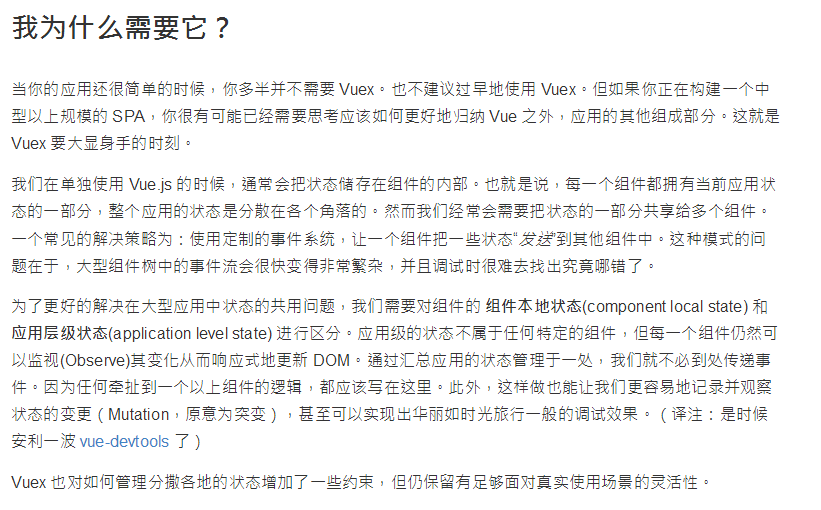 我为什么需要它？
当你的应用还很简单的时候，你多半并不需要 Vuex。也不建议过早地使用 Vuex。但如果你正在构建一个中
型以上规模的 SPA，你很有可能已经需要思考应该如何更好地归纳 Vue 之外，应用的其他组成部分。这就是
Vuex 要大显身手的时刻。
我们在单独使用 Vue.js 的时候，通常会把状态储存在组件的内部。也就是说，每一个组件都拥有当前应用状
态的一部分，整个应用的状态是分散在各个角落的。然而我们经常会需要把状态的一部分共享给多个组件。
一个常见的解决策略为：使用定制的事件系统，让一个组件把一些状态“发送”到其他组件中。这种模式的问
题在于，大型组件树中的事件流会很快变得非常繁杂，并且调试时很难去找出究竟哪错了。
为了更好的解决在大型应用中状态的共用问题，我们需要对组件的 组件本地状态(component local state) 和
应用层级状态(application level state) 进行区分。应用级的状态不属于任何特定的组件，但每一个组件仍然可
以监视(Observe)其变化从而响应式地更新 DOM。通过汇总应用的状态管理于一处，我们就不必到处传递事
件。因为任何牵扯到一个以上组件的逻辑，都应该写在这里。此外，这样做也能让我们更容易地记录并观察
状态的变更（Mutation，原意为突变），甚至可以实现出华丽如时光旅行一般的调试效果。（译注：是时候
安利一波 vue-devtools 了）
Vuex 也对如何管理分撒各地的状态增加了一些约束，但仍保留有足够面对真实使用场景的灵活性。